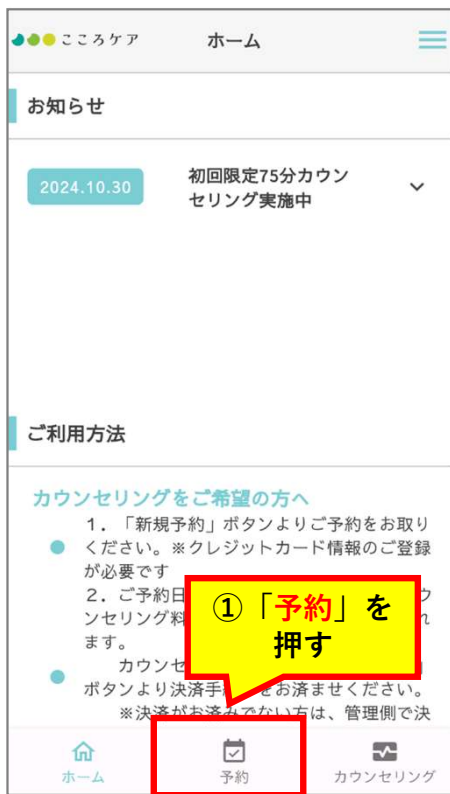 こころケア
ホーム
お知らせ
2024.10.30
初回限定75分カウン
セリング実施中
ご利用方法
カウンセリングをご希望の方へ
1．「新規予約」ボタンよりご予約をお取り
ください。※クレジットカード情報のご登録
が必要です
2．ご予約日
ンセリング料
ます。
カウンセ
ボタンより決済手
をお済ませください。
※決済がお済みでない方は、管理側で決
①「予約」を
押す
ホーム
予約
カウンセリング